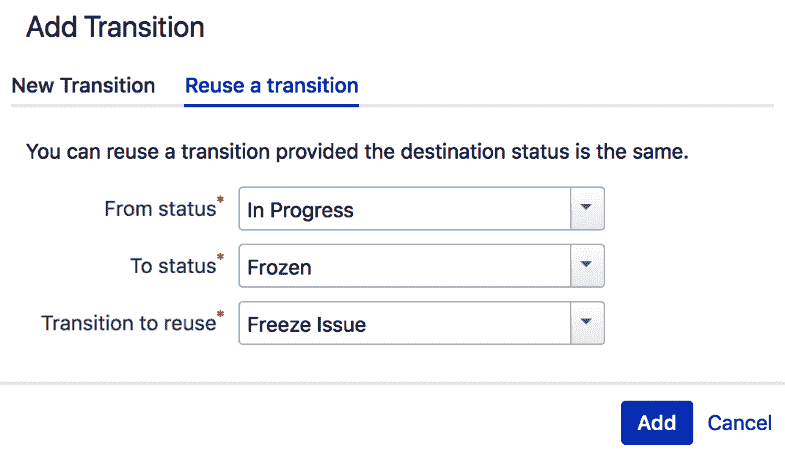 Add Transition
New Transition Reuse a transition
You can reuse a transition provided the destination status is the same.
From status* In Progress
To status* Frozen
Transition to reuse* Freeze Issue
Add Cancel